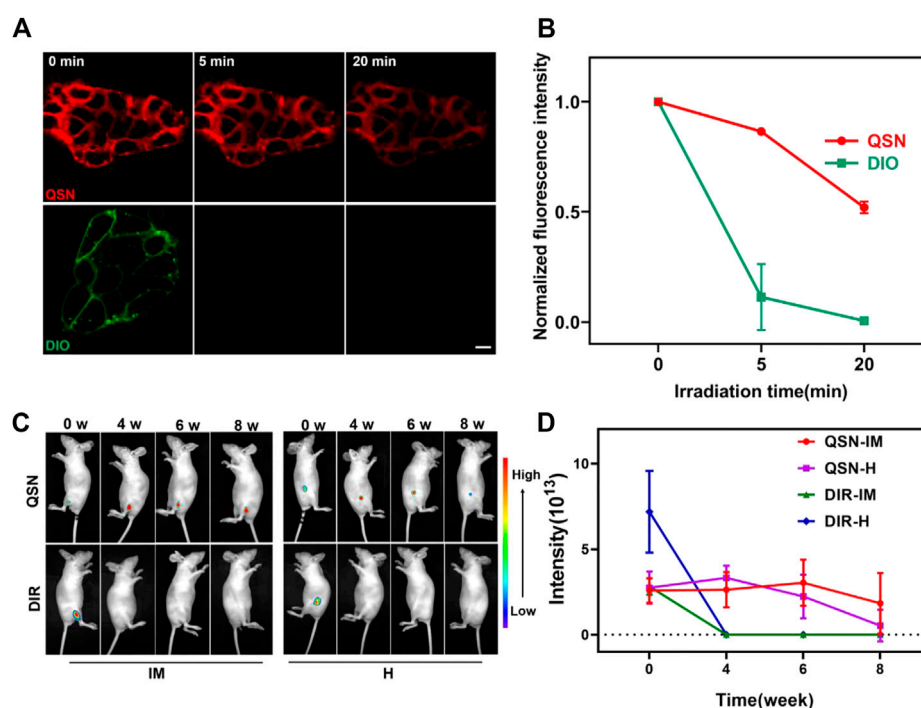 A
0 min 5 min 20 min
QSN
DIO
B
Normalized fluorescence intensity
1.0
0.5
0.0
QSN
DIO
0 5 20
Irradiation time(min)
C
0 w 4 w 6 w 8 w 0 w 4 w 6 w 8 w
QSN
DIR
High
Low
IM H
D
Intensity(10¹³)
10
5
0
QSN-IM
QSN-H
DIR-IM
DIR-H
0 4 6 8
Time(week)